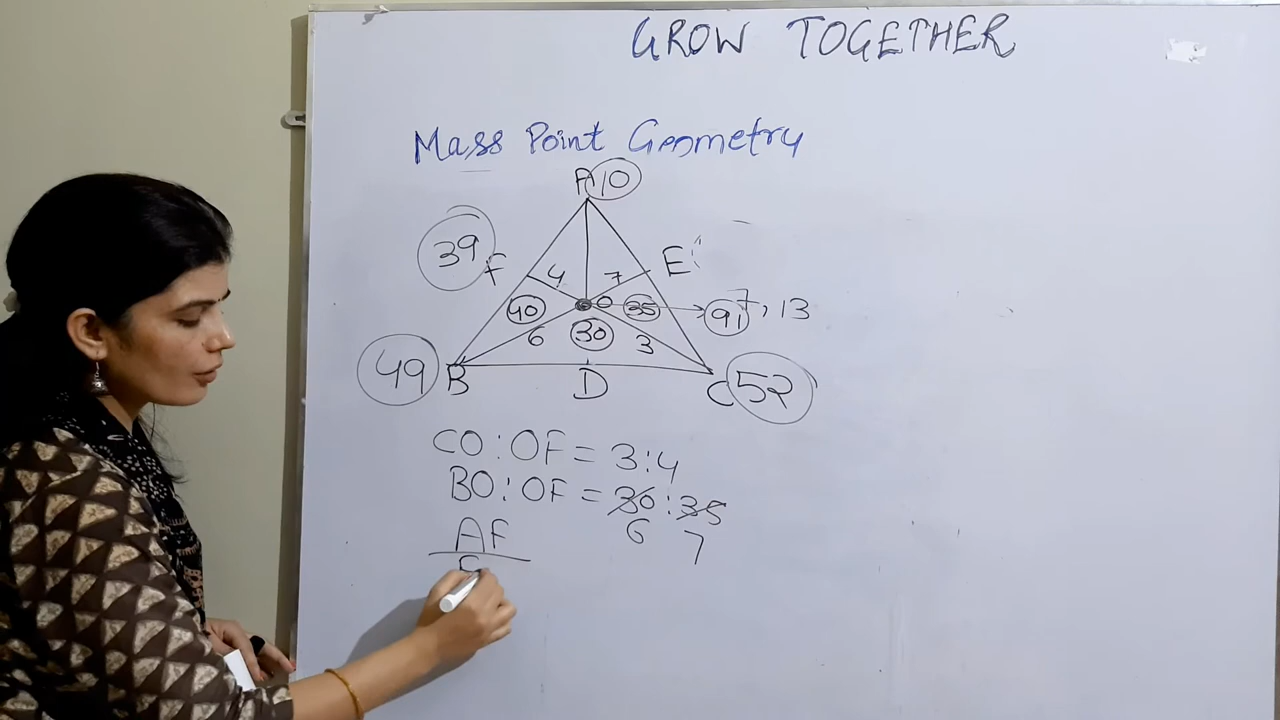 GROW TOGETHER
Mass Point Geometry
A 10
39 F 4 7 E
40 O 35 91 7, 13
6 30 3
49 B D C 52
CO : OF = 3 : 4
BO : OF = 30 : 35
6 7
AF